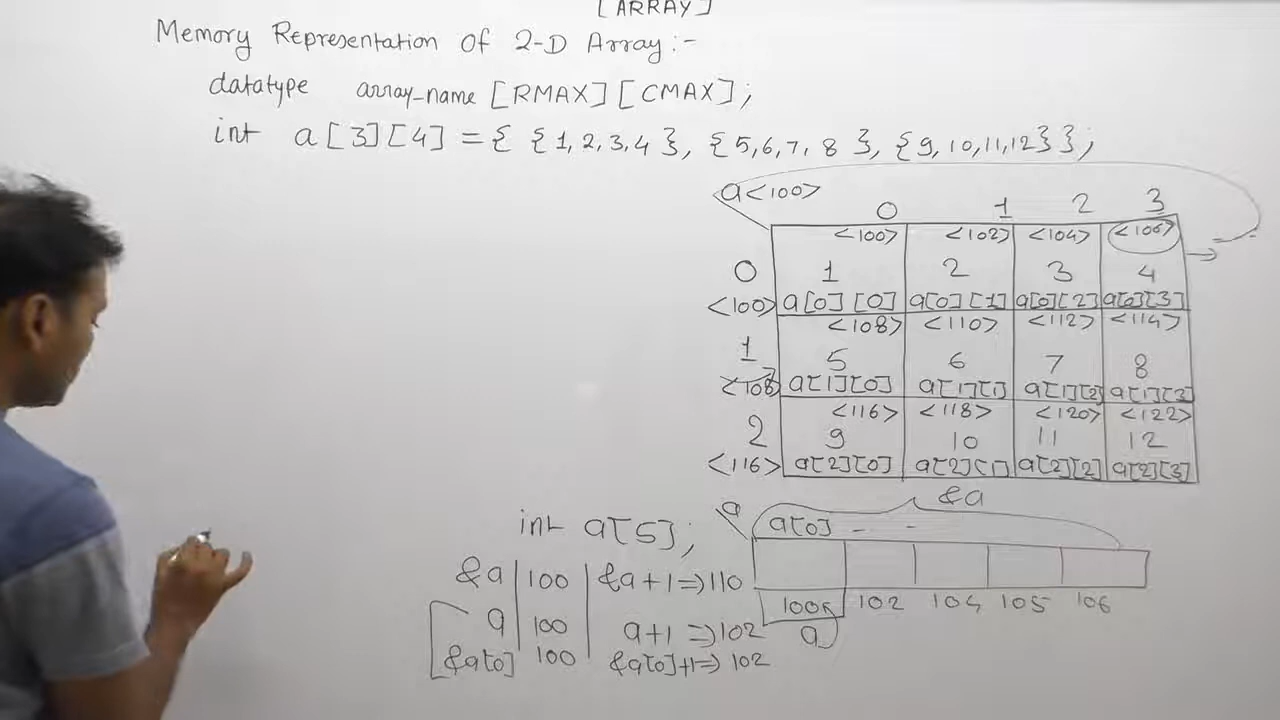 [ARRAY]
Memory Representation Of 2-D Array:-
datatype array_name [RMAX][CMAX];
int a[3][4] = { {1,2,3,4}, {5,6,7,8}, {9,10,11,12}};
a<100>
0 1 2 3
<100> <102> <104> <106>
0 1 2 3 4
<100> a[0][0] a[0][1] a[0][2] a[0][3]
<108> <110> <112> <114>
1 5 6 7 8
<108> a[1][0] a[1][1] a[1][2] a[1][3]
<116> <118> <120> <122>
2 9 10 11 12
<116> a[2][0] a[2][1] a[2][2] a[2][3]
&a
a
int a[5]; a[0] - -
&a 100 &a+1=>110
102 104 105 106
a 100 a+1=>102 a
&a[0] 100 &a[0]+1=>102